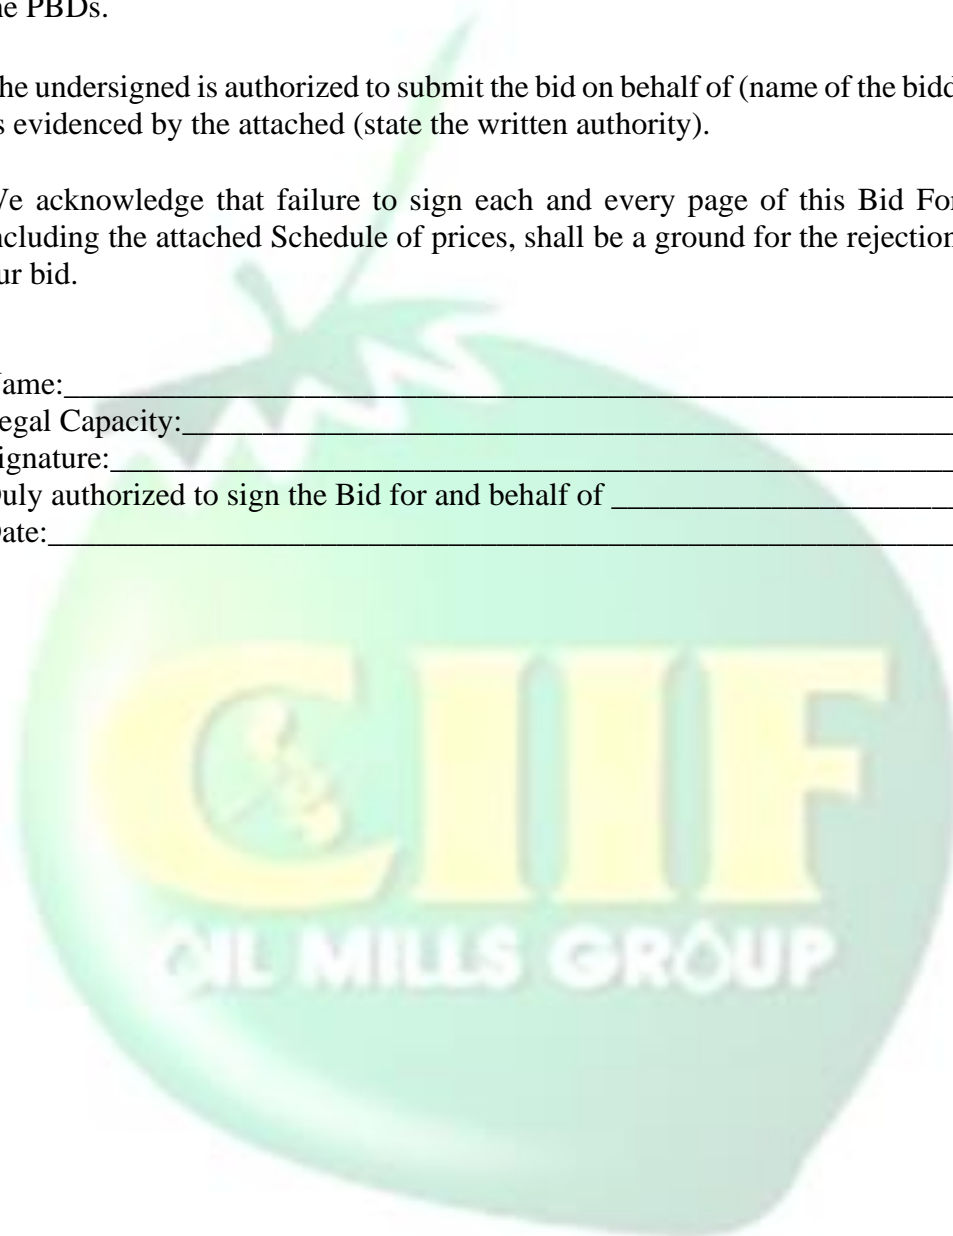 he PBDs.
he undersigned is authorized to submit the bid on behalf of (name of the bidd
s evidenced by the attached (state the written authority).
We acknowledge that failure to sign each and every page of this Bid For
ncluding the attached Schedule of prices, shall be a ground for the rejection
ur bid.
Name:
egal Capacity:
ignature:
Duly authorized to sign the Bid for and behalf of
Date:
CIIF
OIL MILLS GROUP